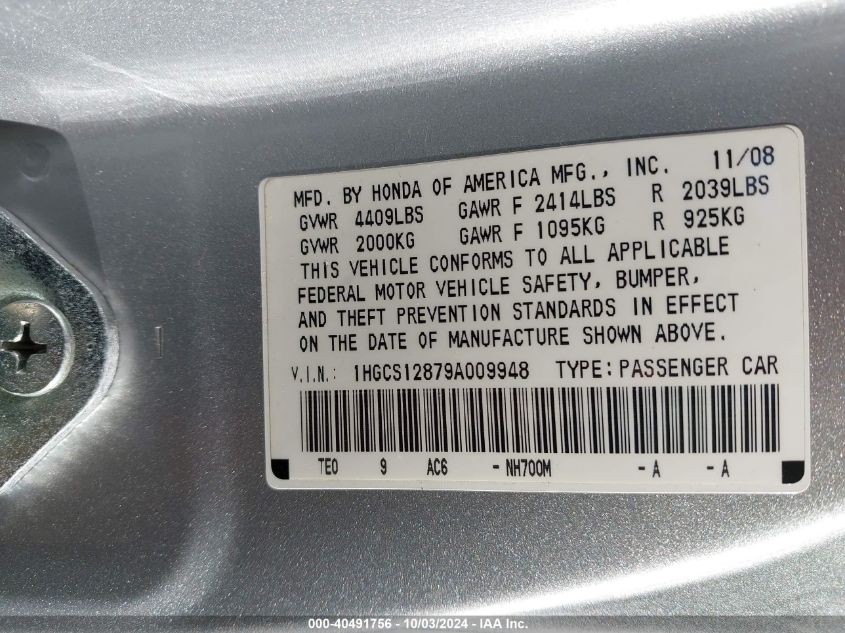 MFD. BY HONDA OF AMERICA MFG., INC. 11/08
GVWR 4409LBS GAWR F 2414LBS R 2039LBS
GVWR 2000KG GAWR F 1095KG R 925KG
THIS VEHICLE CONFORMS TO ALL APPLICABLE
FEDERAL MOTOR VEHICLE SAFETY, BUMPER,
AND THEFT PREVENTION STANDARDS IN EFFECT
ON THE DATE OF MANUFACTURE SHOWN ABOVE.
V.I.N.: 1HGCS12879A009948 TYPE: PASSENGER CAR
TE0 9 AC6 -NH700M -A -A
000-40491756 - 10/03/2024 - IAA Inc.